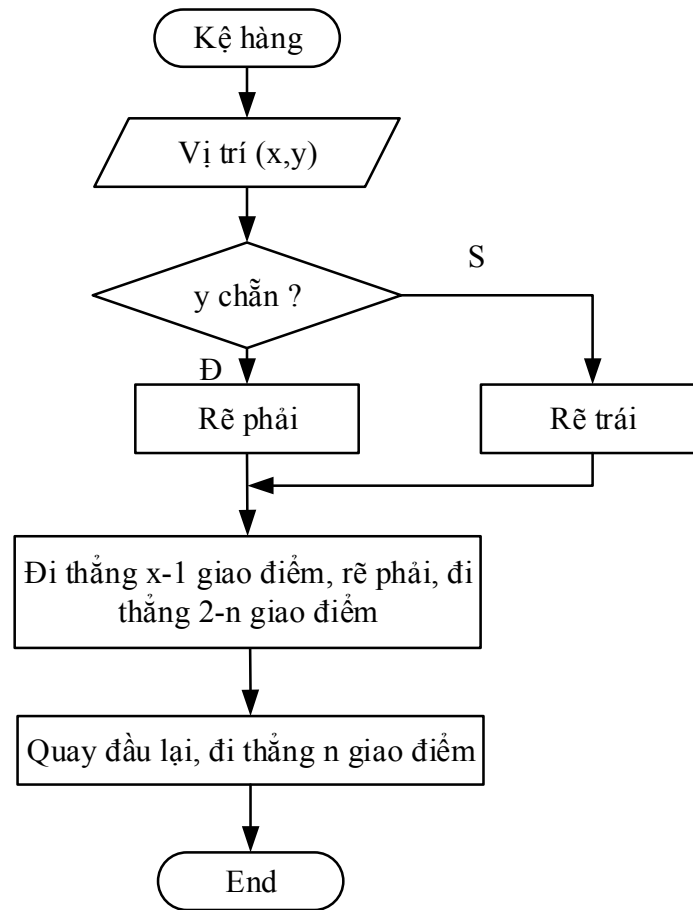 Kệ hàng
Vị trí (x,y)
S
y chẵn ?
Đ
Rẽ phải
Rẽ trái
Đi thẳng x-1 giao điểm, rẽ phải, đi
thẳng 2-n giao điểm
Quay đầu lại, đi thẳng n giao điểm
End